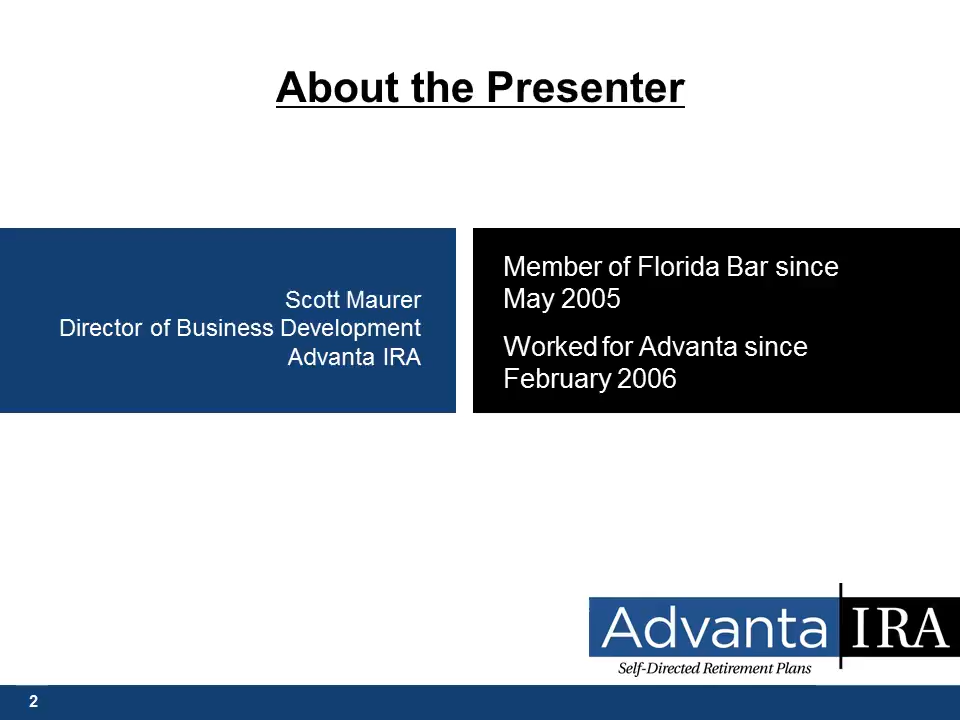 About the Presenter
Scott Maurer
Director of Business Development
Advanta IRA
Member of Florida Bar since
May 2005
Worked for Advanta since
February 2006
Advanta IRA
Self-Directed Retirement Plans
2